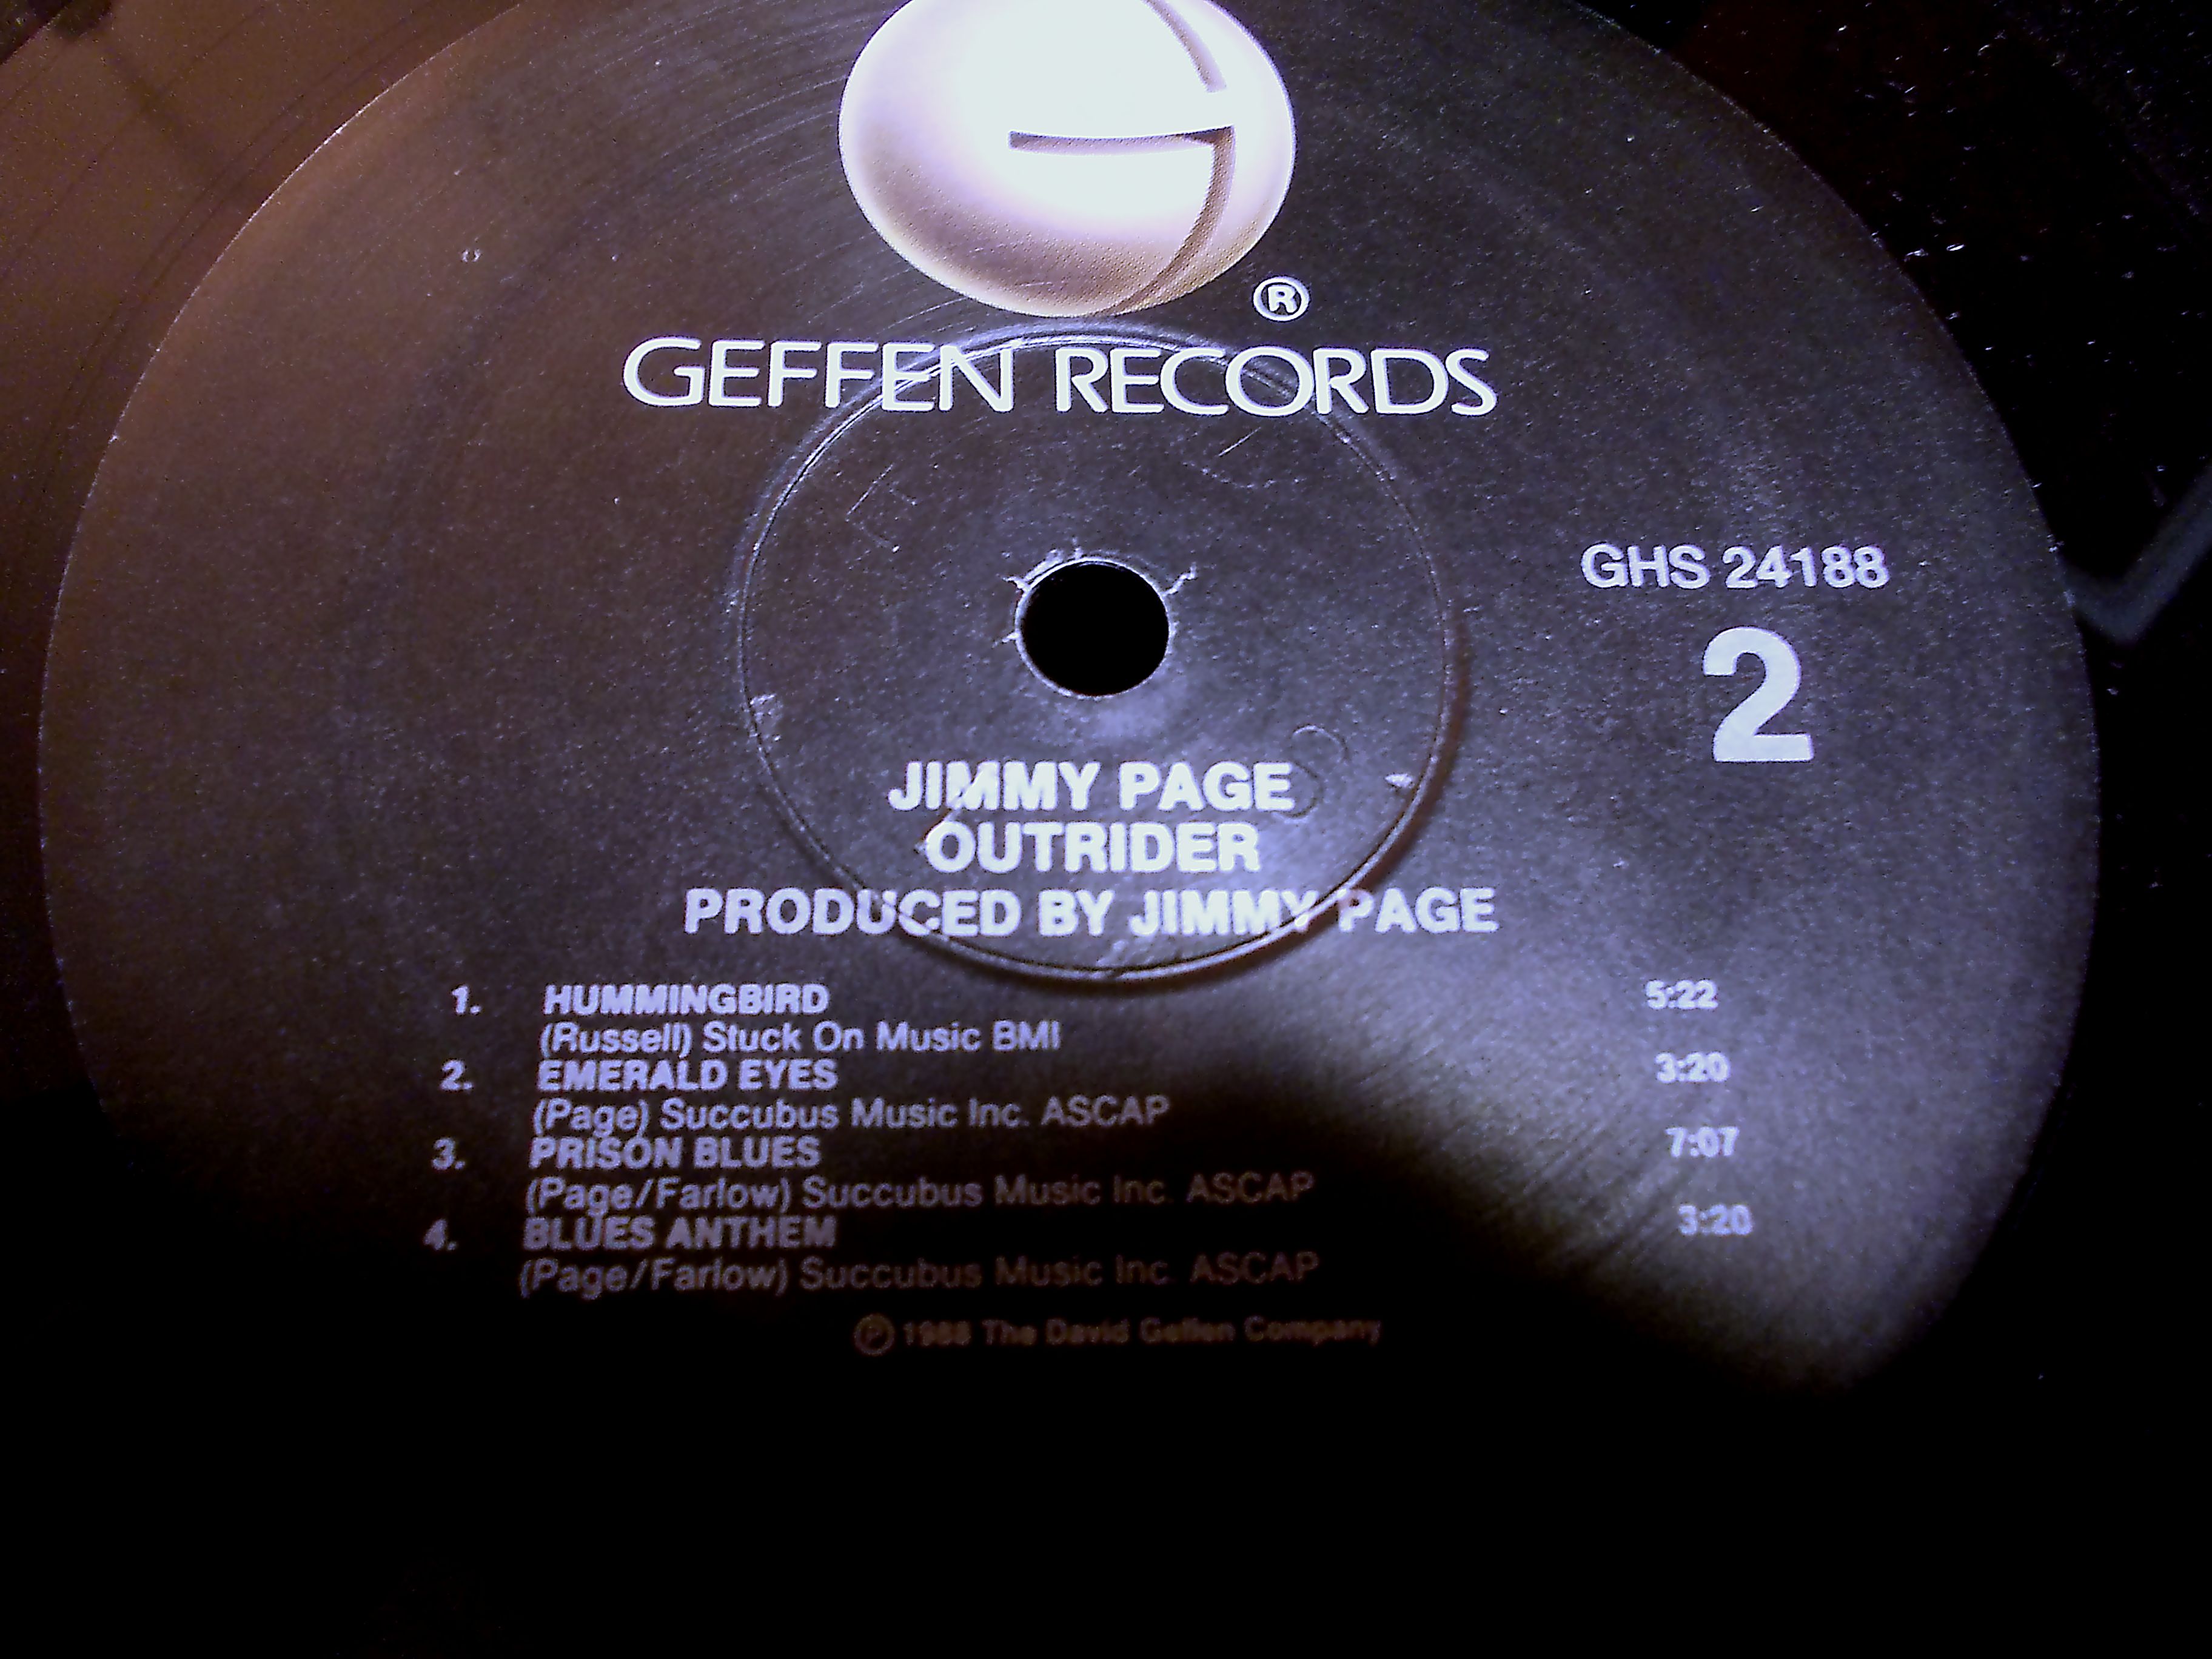 G
®
GEFFEN RECORDS
GHS 24188
2
JIMMY PAGE
OUTRIDER
PRODUCED BY JIMMY PAGE
1. HUMMINGBIRD 5:22
(Russell) Stuck On Music BMI
2. EMERALD EYES 3:20
(Page) Succubus Music Inc. ASCAP
3. PRISON BLUES 7:07
(Page/Farlow) Succubus Music Inc. ASCAP
4. BLUES ANTHEM 3:20
(Page/Farlow) Succubus Music Inc. ASCAP
℗ 1988 The David Geffen Company